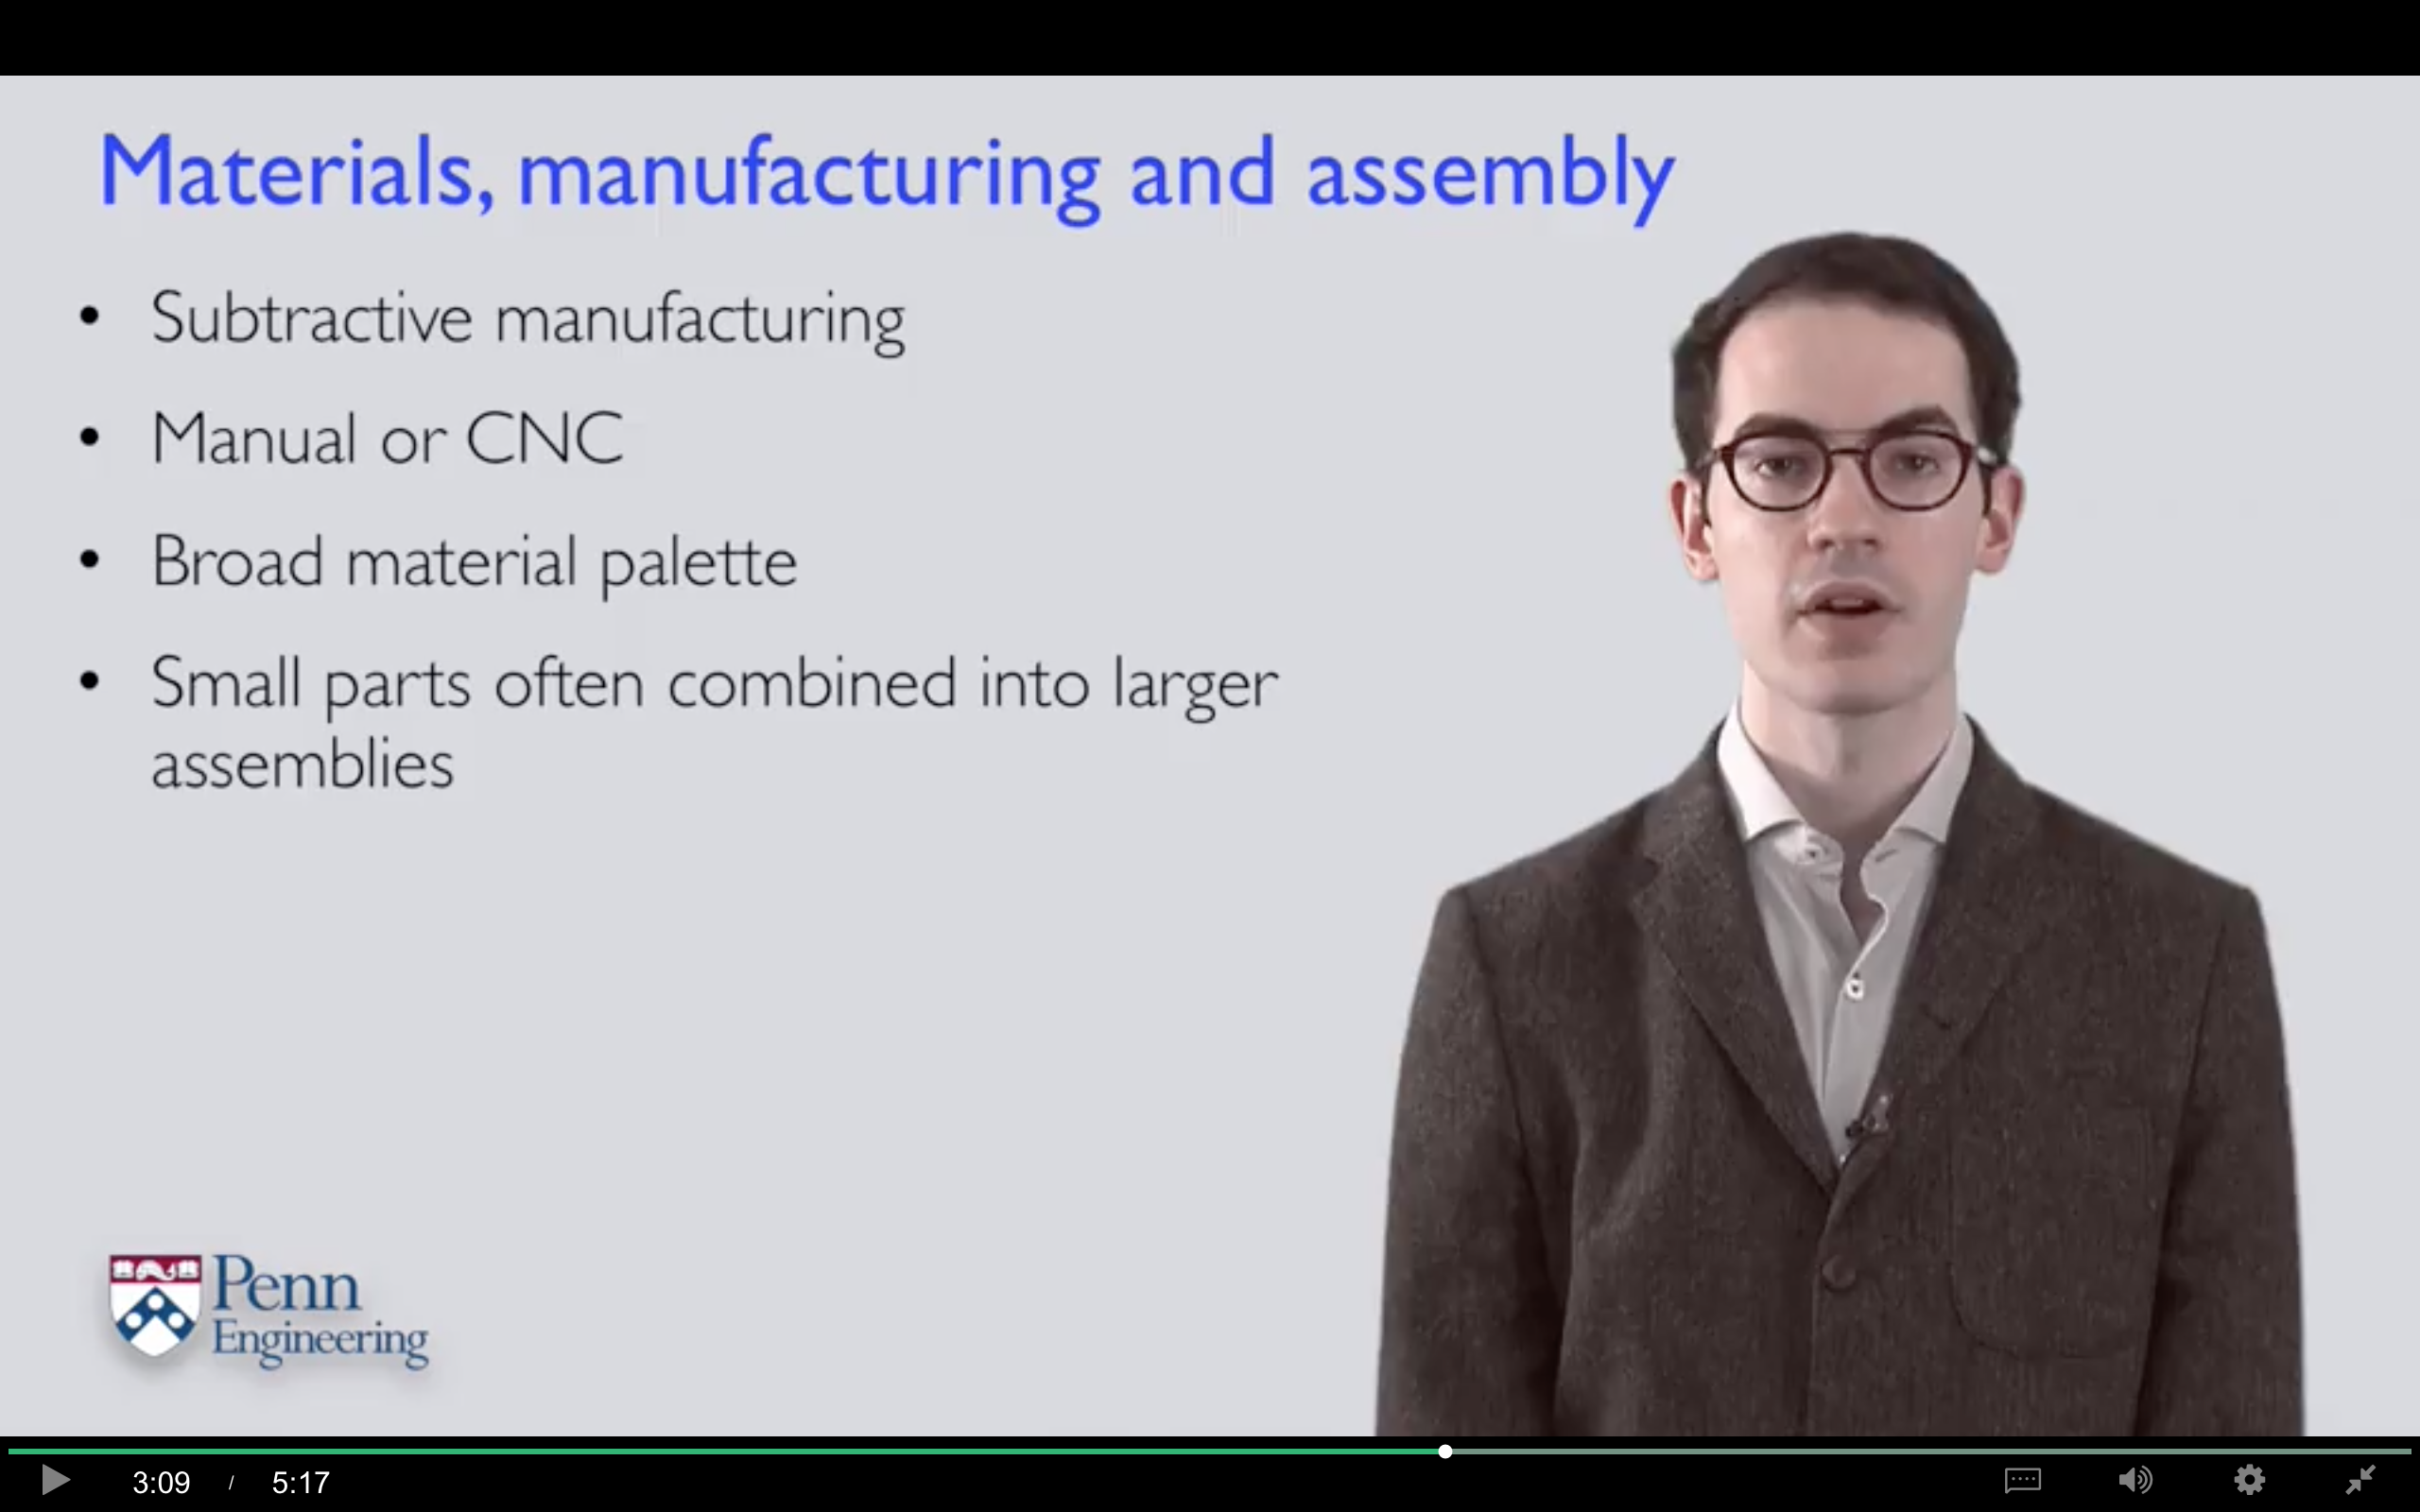 Materials, manufacturing and assembly
• Subtractive manufacturing
• Manual or CNC
• Broad material palette
• Small parts often combined into larger
assemblies
Penn
Engineering
3:09 / 5:17